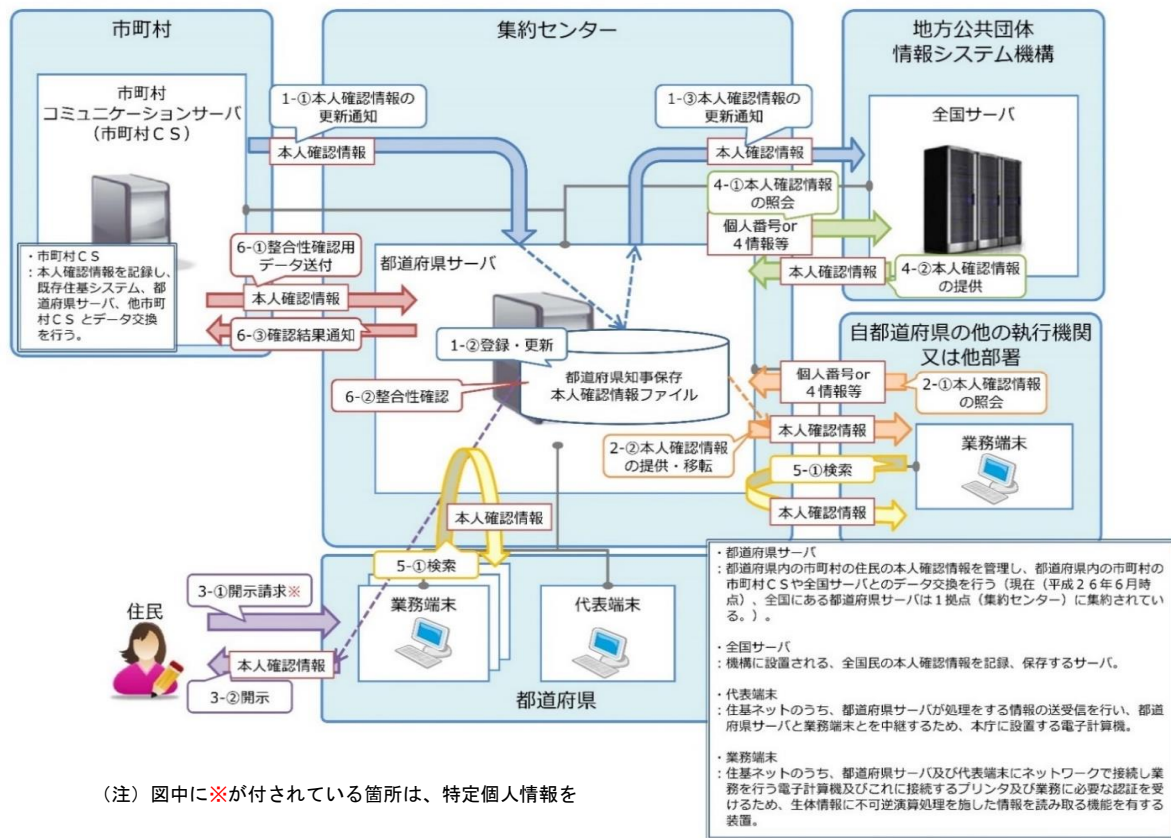 市町村
集約センター
地方公共団体
情報システム機構
市町村
コミュニケーションサーバ
（市町村ＣＳ）
1-①本人確認情報の
更新通知
本人確認情報
1-③本人確認情報の
更新通知
本人確認情報
全国サーバ
4-①本人確認情報
の照会
個人番号or
４情報等
本人確認情報
4-②本人確認情報
の提供
・市町村ＣＳ
：本人確認情報を記録し、
既存住基システム、都道
府県サーバ、他市町
村ＣＳ とデータ交換
を行う。
6-①整合性確認用
データ送付
本人確認情報
6-③確認結果通知
都道府県サーバ
1-②登録・更新
6-②整合性確認
都道府県知事保存
本人確認情報ファイル
自都道府県の他の執行機関
又は他部署
個人番号or
４情報等
2-①本人確認情報
の照会
本人確認情報
2-②本人確認情報
の提供・移転
業務端末
5-①検索
本人確認情報
本人確認情報
5-①検索
住民
3-①開示請求※
本人確認情報
3-②開示
業務端末
代表端末
都道府県
・都道府県サーバ
：都道府県内の市町村の住民の本人確認情報を管理し、都道府県内の市町村の
市町村ＣＳや全国サーバとのデータ交換を行う（現在（平成２６年６月時
点）、全国にある都道府県サーバは１拠点（集約センター）に集約されてい
る。）。
・全国サーバ
：機構に設置される、全国民の本人確認情報を記録、保存するサーバ。
・代表端末
：住基ネットのうち、都道府県サーバが処理をする情報の送受信を行い、都道
府県サーバと業務端末とを中継するため、本庁に設置する電子計算機。
・業務端末
：住基ネットのうち、都道府県サーバ及び代表端末にネットワークで接続し業
務を行う電子計算機及びこれに接続するプリンタ及び業務に必要な認証を受
けるため、生体情報に不可逆演算処理を施した情報を読み取る機能を有する
装置。
（注）図中に※が付されている箇所は、特定個人情報を